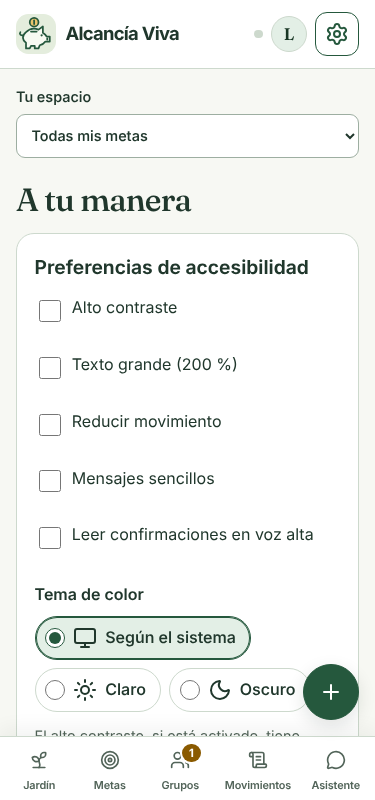 Alcancía Viva
L
Tu espacio
Todas mis metas
A tu manera
Preferencias de accesibilidad
Alto contraste
Texto grande (200 %)
Reducir movimiento
Mensajes sencillos
Leer confirmaciones en voz alta
Tema de color
Según el sistema
Claro
Oscuro
El alto contraste, si está activado, tiene
1
Jardín
Metas
Grupos
Movimientos
Asistente